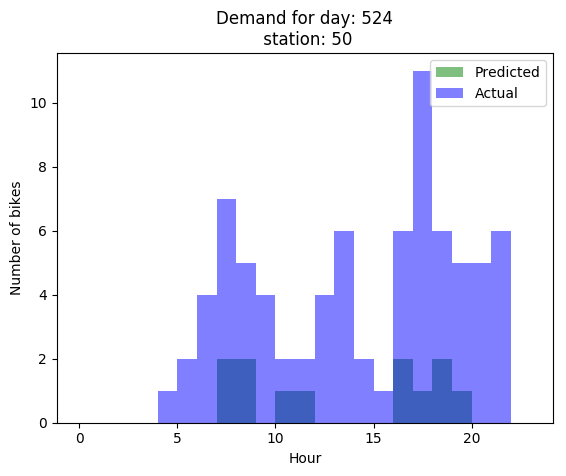 Demand for day: 524
station: 50
Predicted
Actual
Number of bikes
10
8
6
4
2
0
0
5
10
15
20
Hour